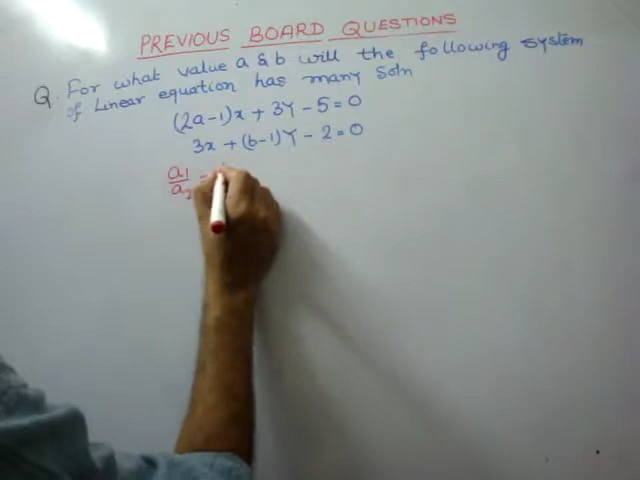 PREVIOUS BOARD QUESTIONS
Q. For what value a & b will the following system
of Linear equation has many soln
(2a-1)x + 3y - 5 = 0
3x + (b-1)y - 2 = 0
a1/a2 =